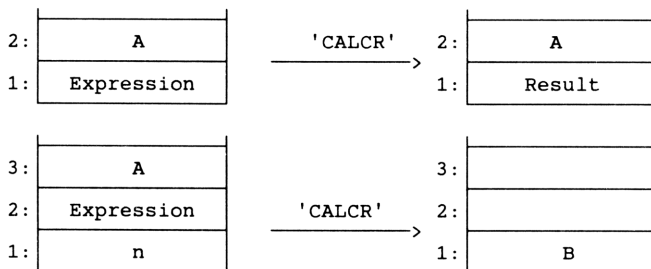 2: A 'CALCR' 2: A
1: Expression 1: Result
3: A 3:
2: Expression 'CALCR' 2:
1: n 1: B